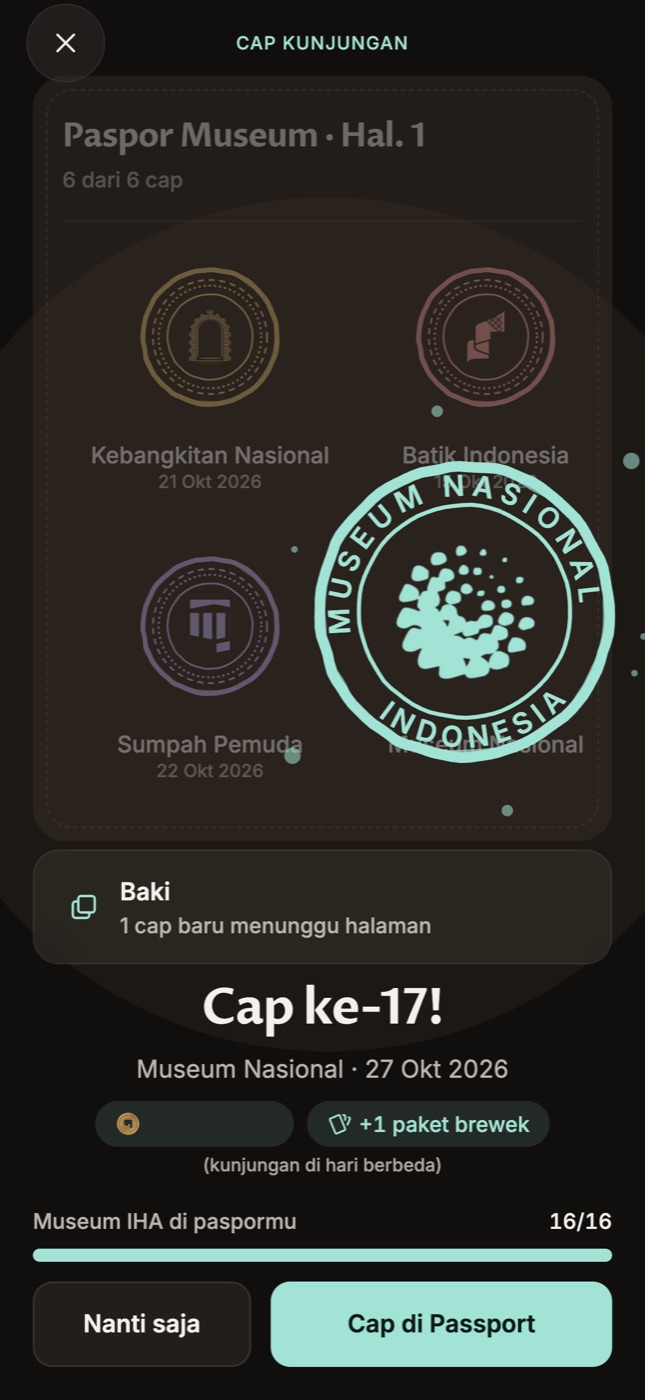 CAP KUNJUNGAN
Paspor Museum · Hal. 1
6 dari 6 cap
Kebangkitan Nasional
21 Okt 2026
Batik Indonesia
MUSEUM NASIONAL
INDONESIA
Sumpah Pemuda
22 Okt 2026
Museum Nasional
Baki
1 cap baru menunggu halaman
Cap ke-17!
Museum Nasional · 27 Okt 2026
+1 paket brewek
(kunjungan di hari berbeda)
Museum IHA di paspormu
16/16
Nanti saja
Cap di Passport